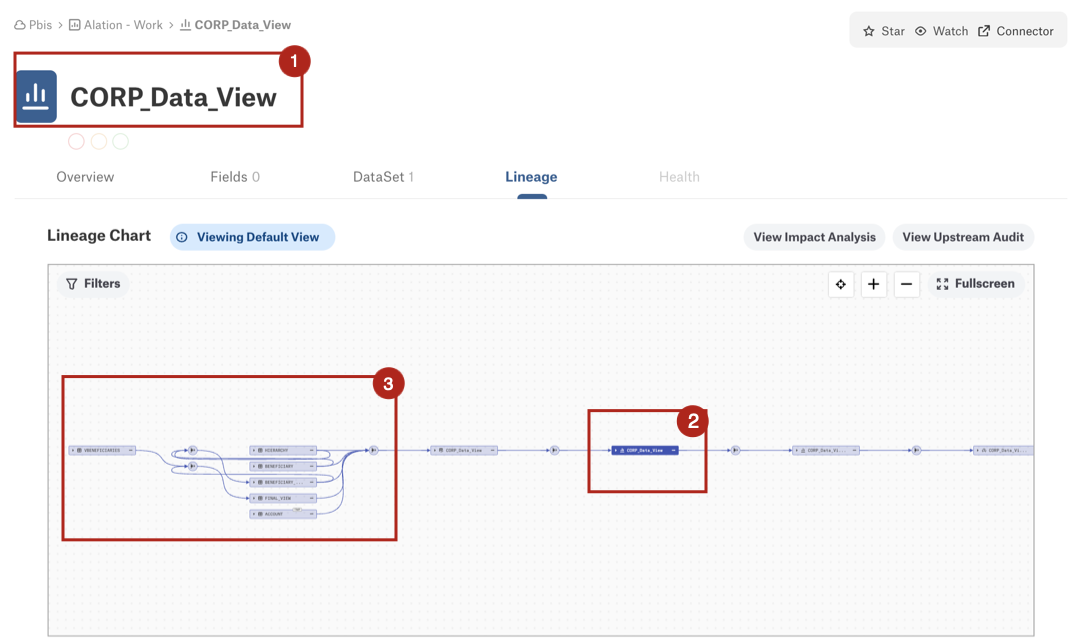 Pbis > Alation - Work > CORP_Data_View
Star Watch Connector
1
CORP_Data_View
Overview Fields 0 DataSet 1 Lineage Health
Lineage Chart Viewing Default View View Impact Analysis View Upstream Audit
Filters Fullscreen
3
2
VBENEFICIARIES HIERARCHY CORP_Data_View CORP_Data_View CORP_Data_Vi... CORP_Data_Vi...
BENEFICIARY
BENEFICIARY_...
FINAL_VIEW
ACCOUNT